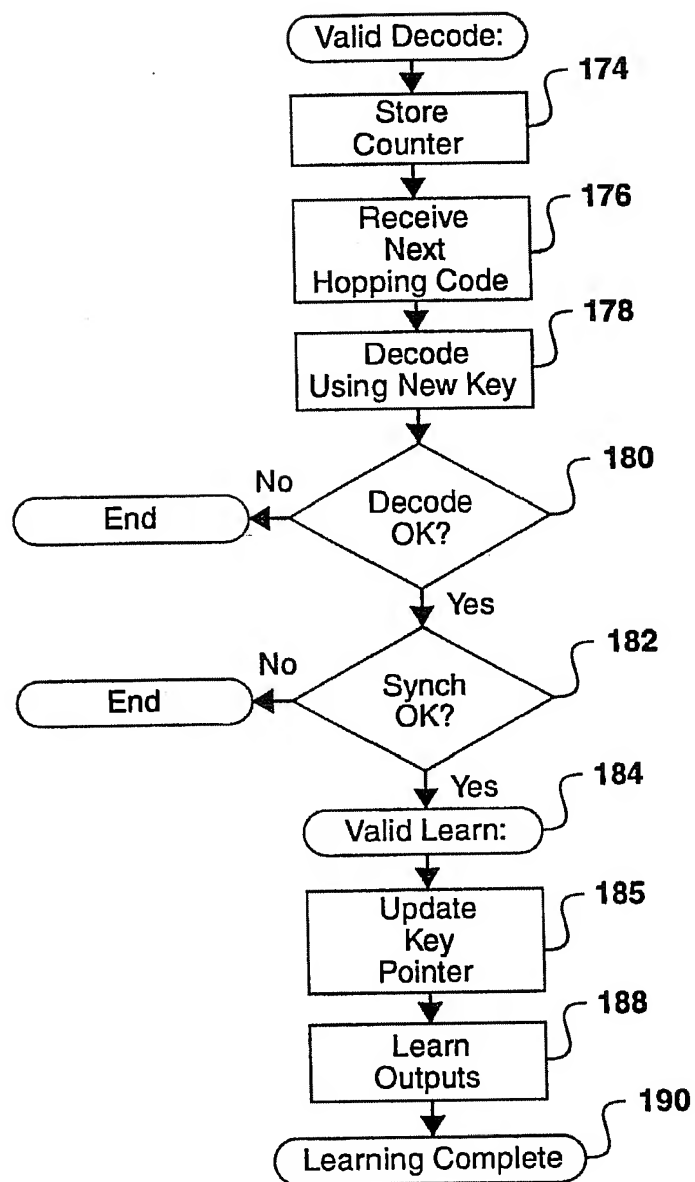 Valid Decode:
174
Store
Counter
176
Receive
Next
Hopping Code
178
Decode
Using New Key
180
No
End
Decode
OK?
Yes
182
No
End
Synch
OK?
Yes
184
Valid Learn:
185
Update
Key
Pointer
188
Learn
Outputs
190
Learning Complete